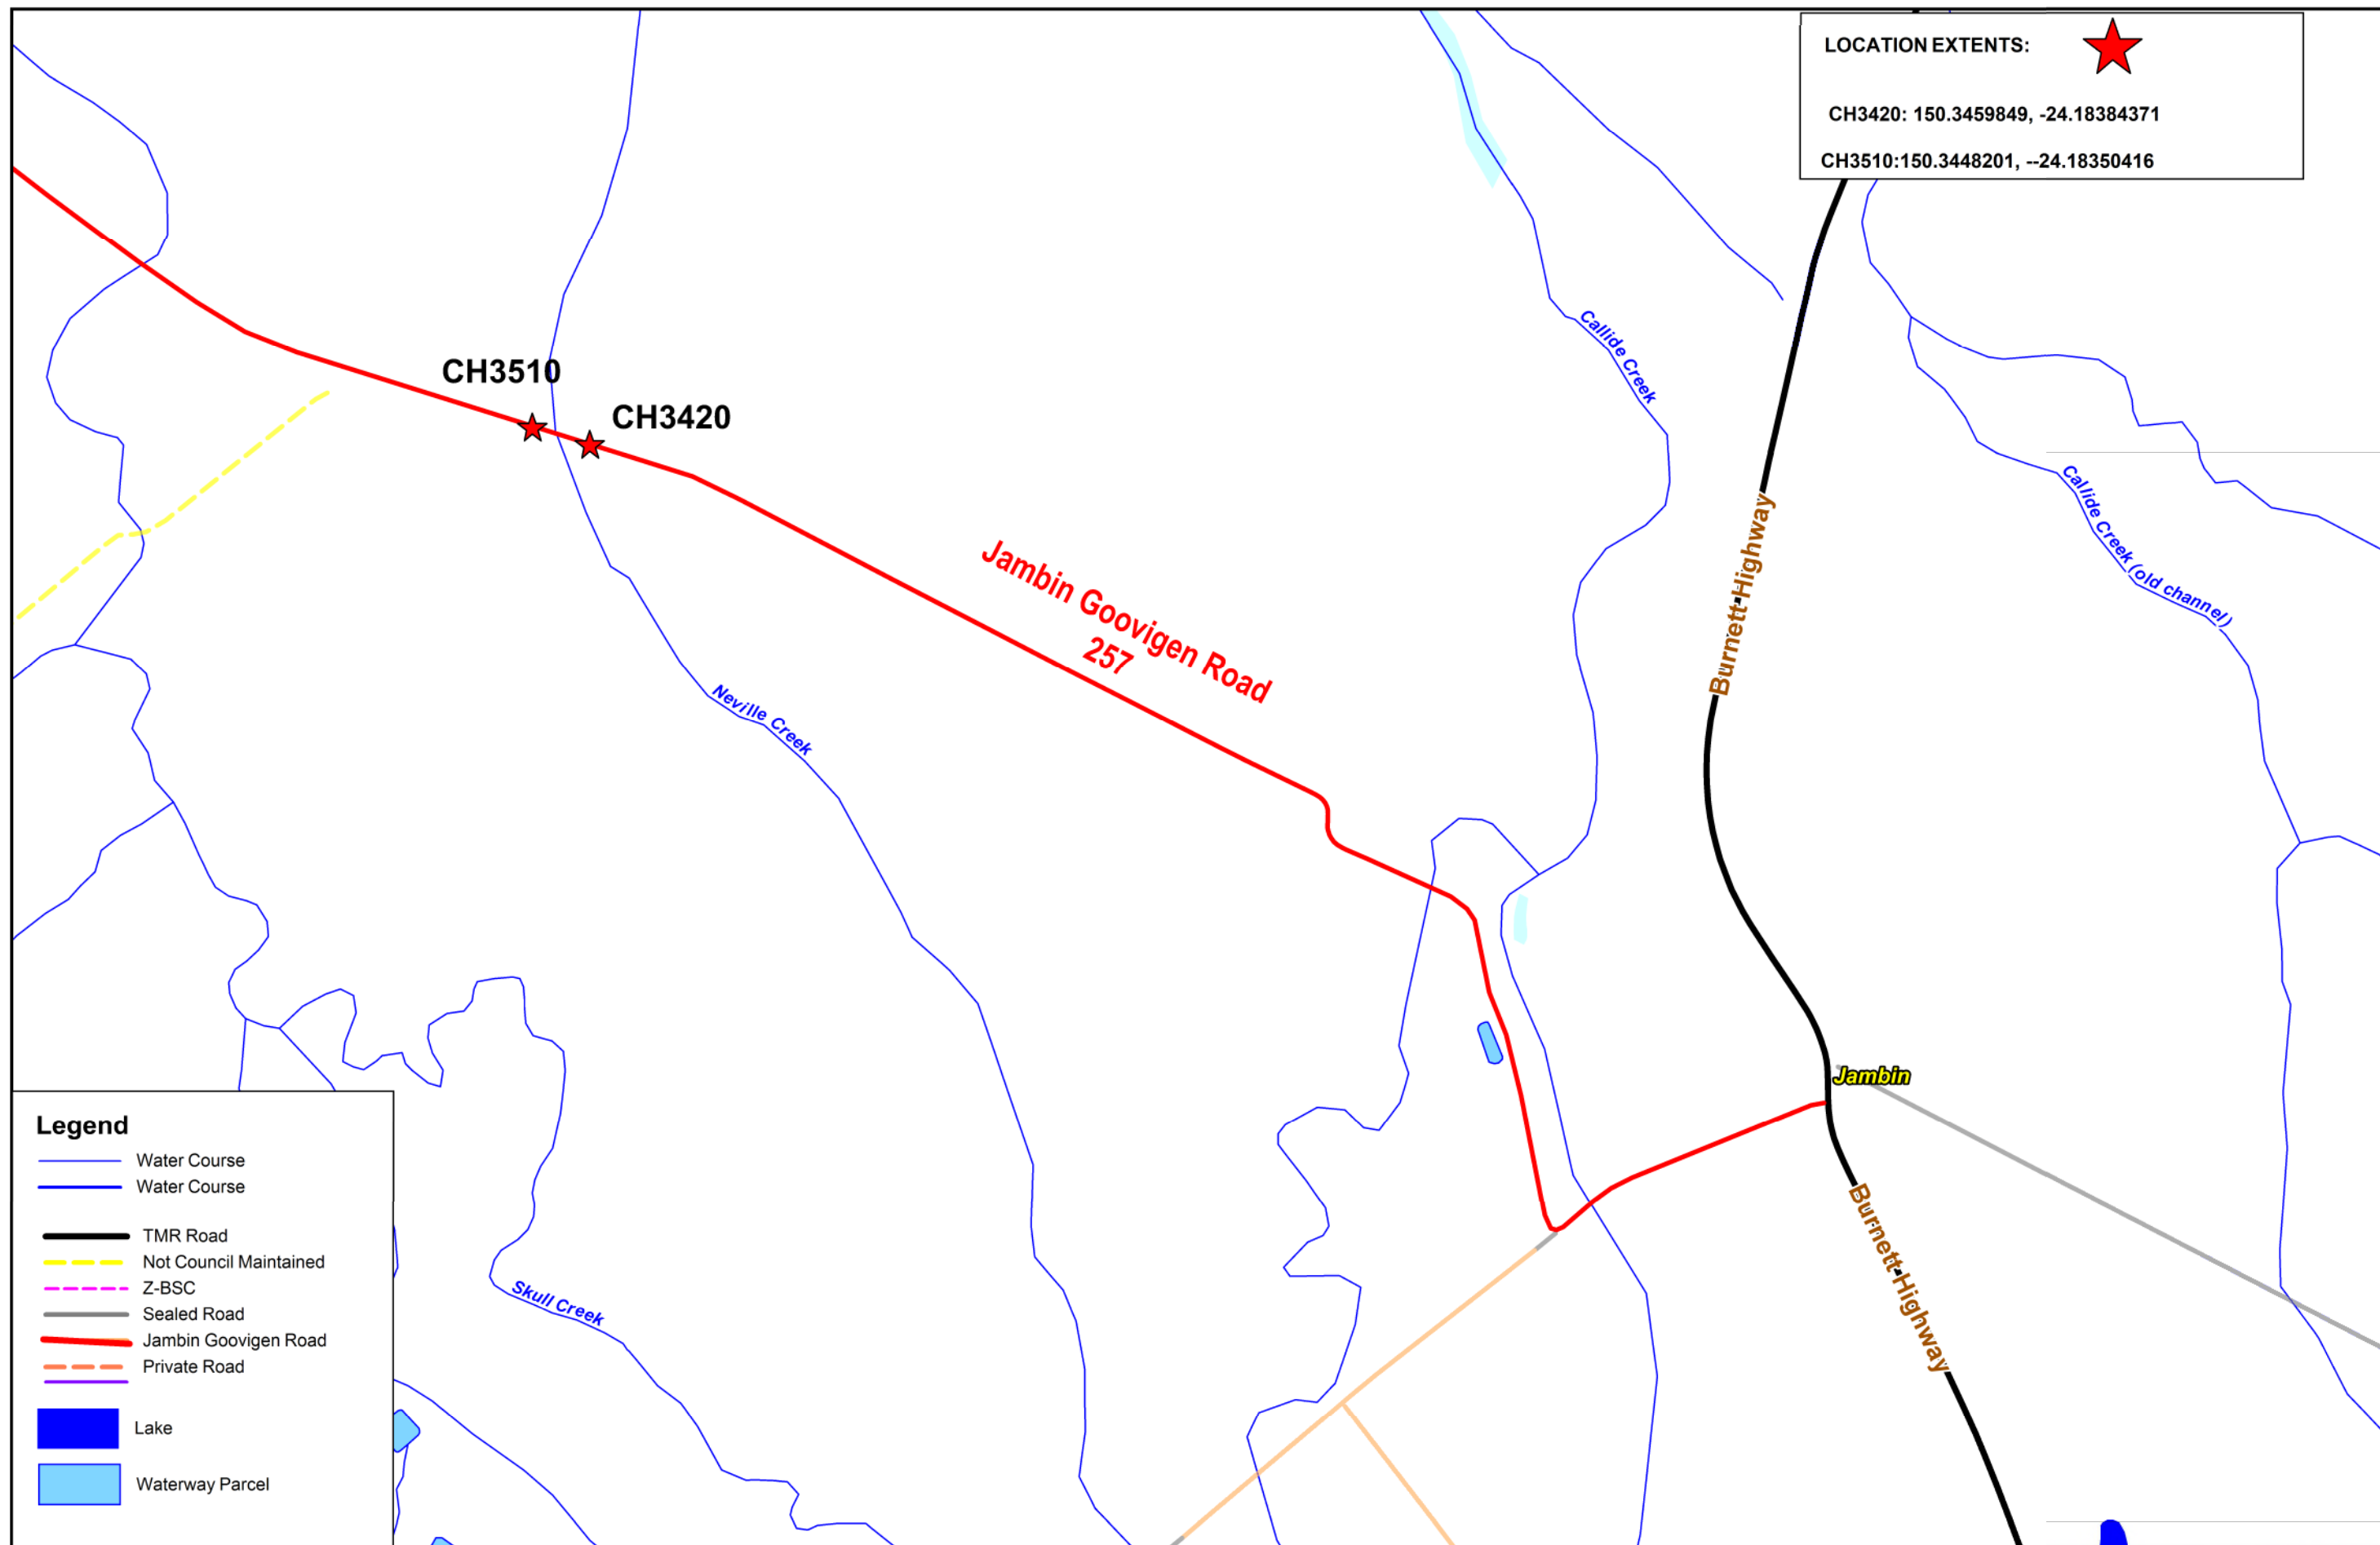 LOCATION EXTENTS:
CH3420: 150.3459849, -24.18384371
CH3510:150.3448201, --24.18350416
CH3510
CH3420
Callide Creek
Callide Creek (old channel)
Burnett Highway
Jambin Goovigen Road
257
Neville Creek
Jambin
Burnett Highway
Skull Creek
Legend
Water Course
Water Course
TMR Road
Not Council Maintained
Z-BSC
Sealed Road
Jambin Goovigen Road
Private Road
Lake
Waterway Parcel